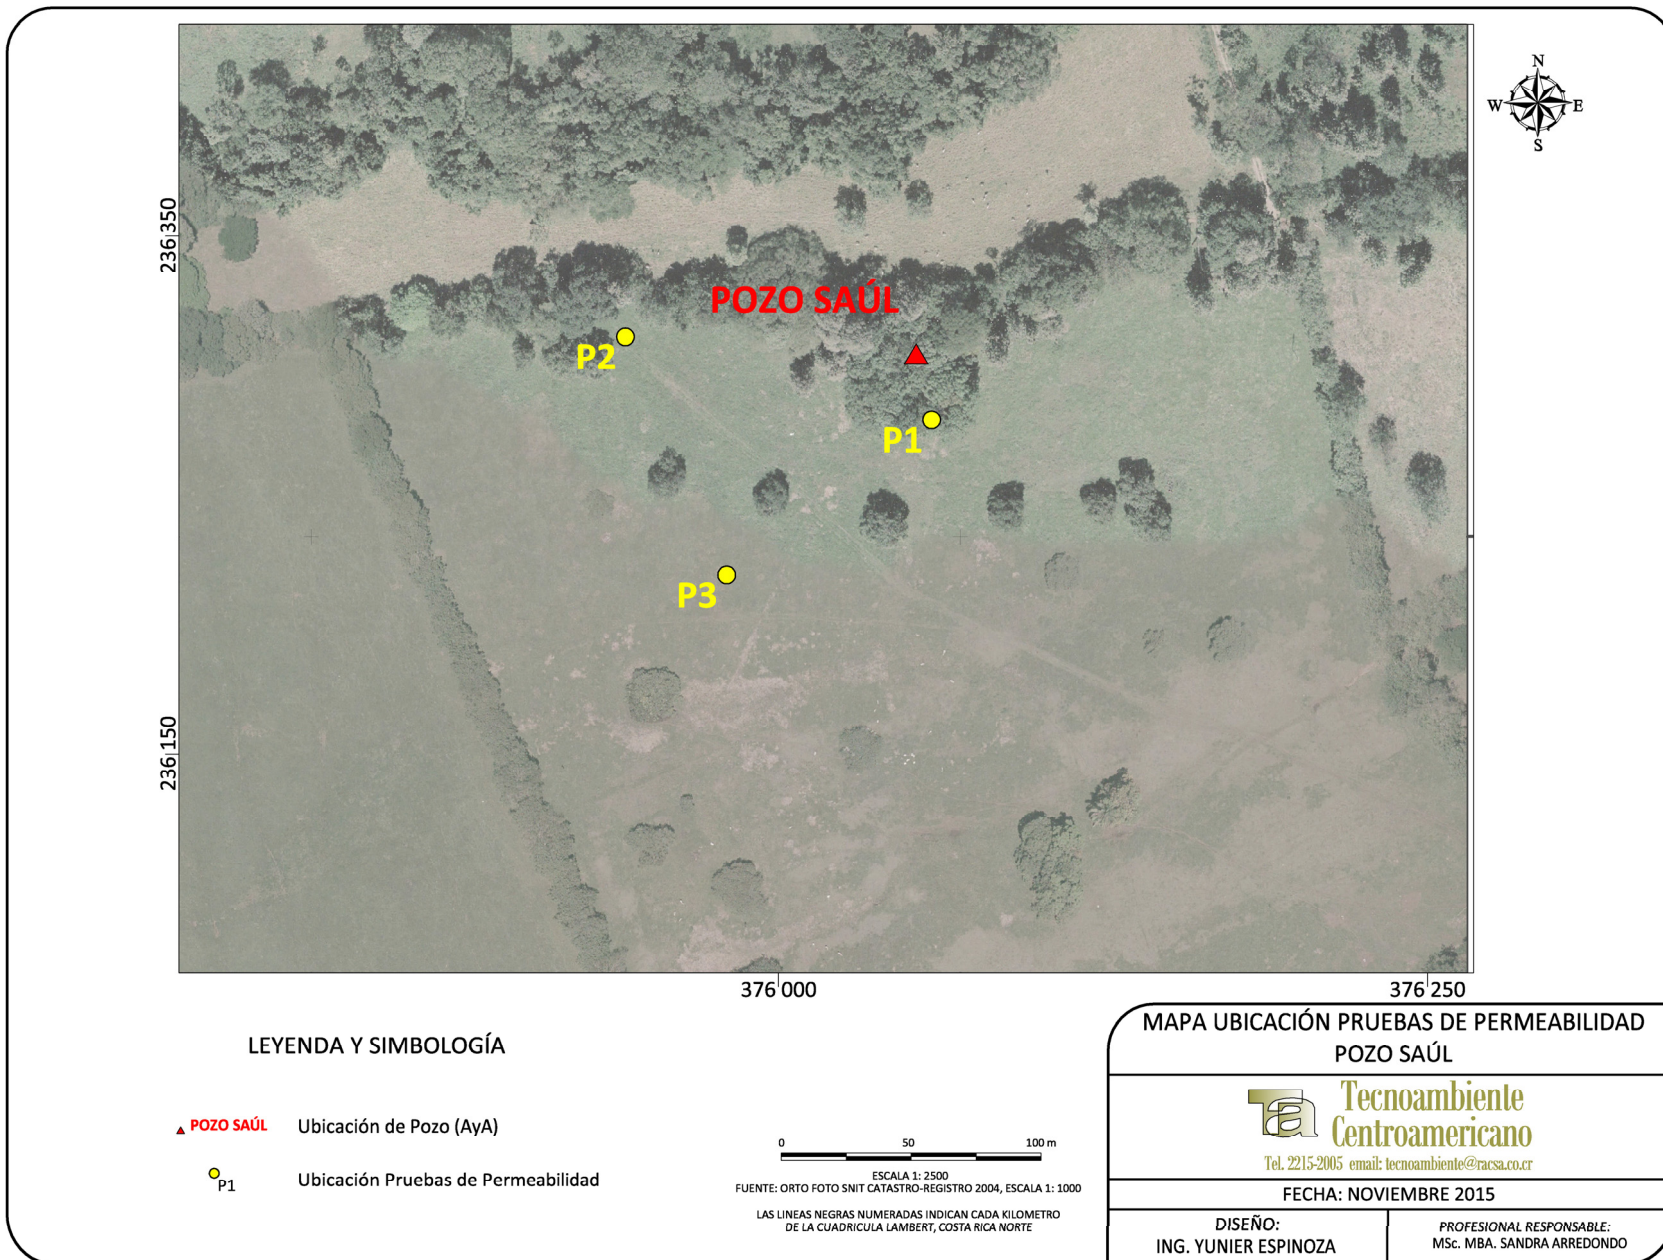 N
W E
S
236 350
POZO SAÚL
P2
P1
P3
236 150
376 000
376 250
LEYENDA Y SIMBOLOGÍA
POZO SAÚL Ubicación de Pozo (AyA)
P1 Ubicación Pruebas de Permeabilidad
0 50 100 m
ESCALA 1: 2500
FUENTE: ORTO FOTO SNIT CATASTRO-REGISTRO 2004, ESCALA 1: 1000
LAS LINEAS NEGRAS NUMERADAS INDICAN CADA KILOMETRO
DE LA CUADRICULA LAMBERT, COSTA RICA NORTE
MAPA UBICACIÓN PRUEBAS DE PERMEABILIDAD
POZO SAÚL
Ta
Tecnoambiente
Centroamericano
Tel. 2215-2005 email: tecnoambiente@racsa.co.cr
FECHA: NOVIEMBRE 2015
DISEÑO:
ING. YUNIER ESPINOZA
PROFESIONAL RESPONSABLE:
MSc. MBA. SANDRA ARREDONDO